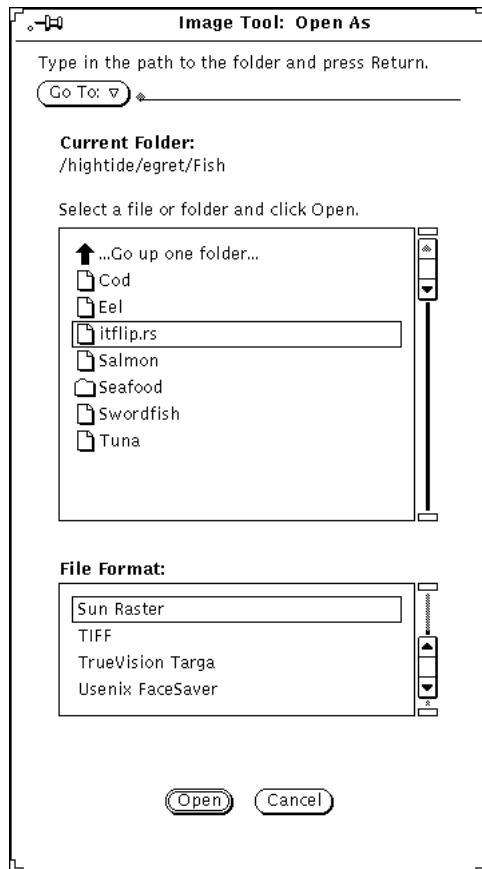 Image Tool: Open As
Type in the path to the folder and press Return.
Go To:
Current Folder:
/hightide/egret/Fish
Select a file or folder and click Open.
...Go up one folder...
Cod
Eel
itflip.rs
Salmon
Seafood
Swordfish
Tuna
File Format:
Sun Raster
TIFF
TrueVision Targa
Usenix FaceSaver
Open Cancel